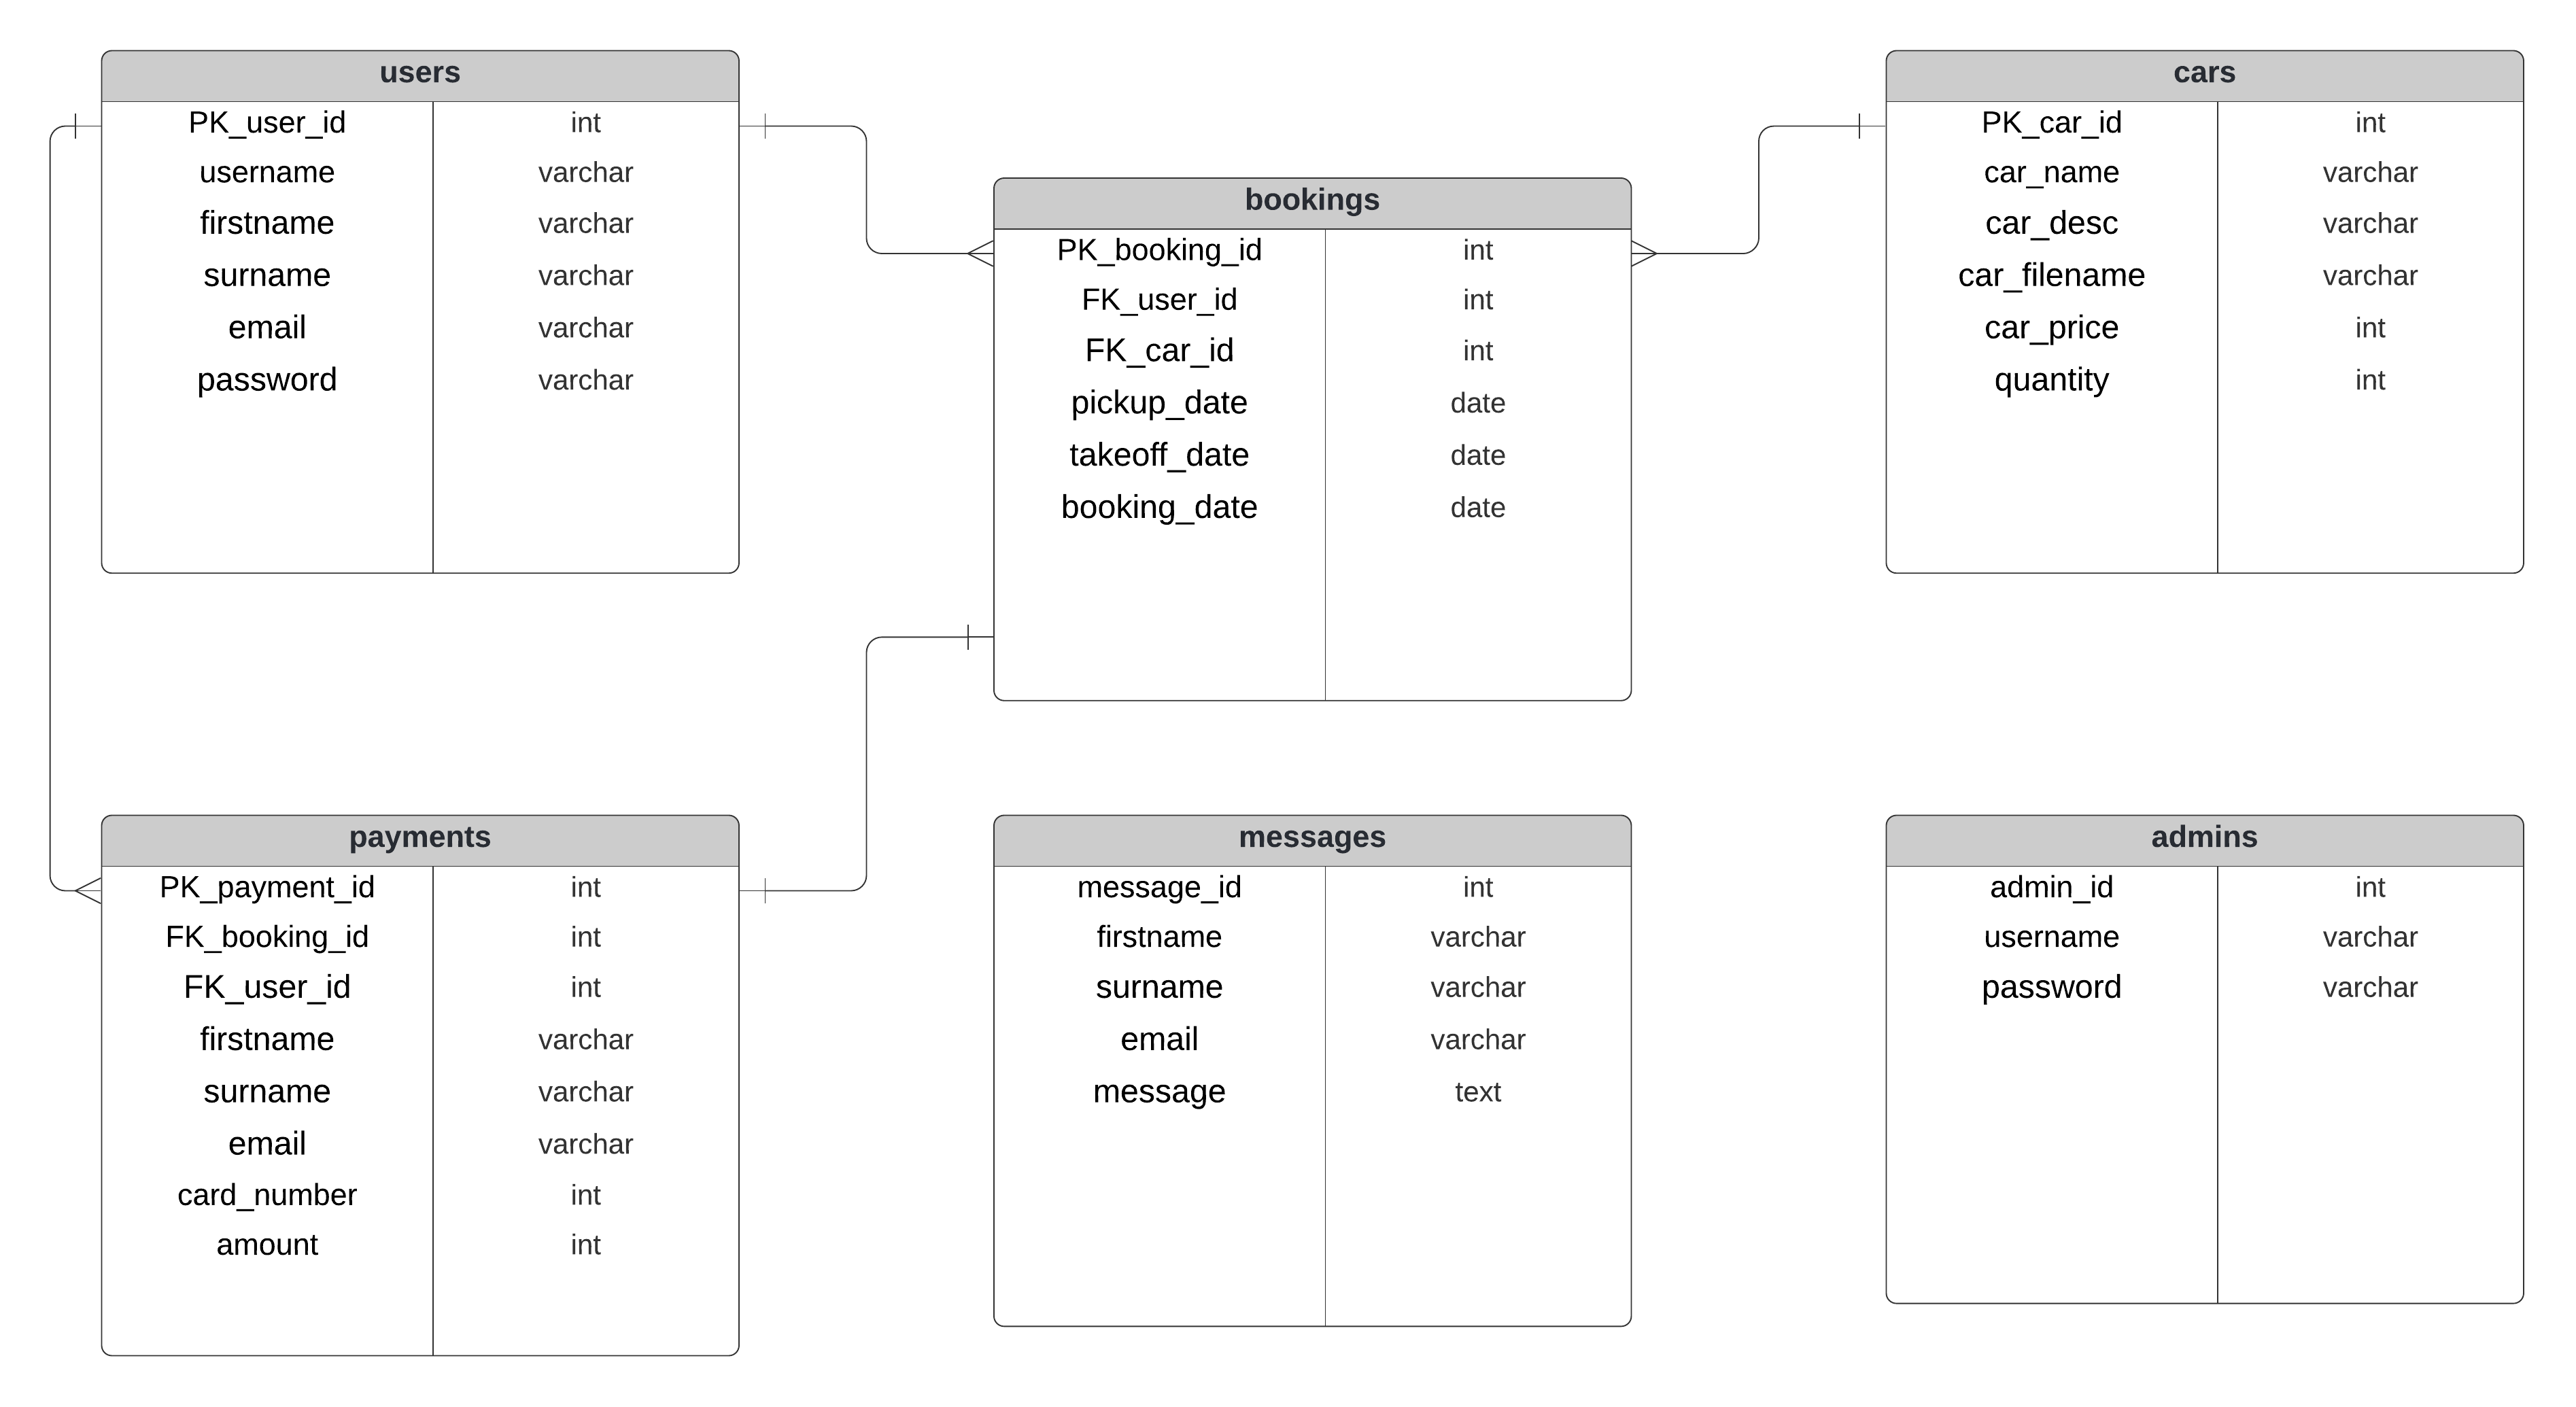 users
PK_user_id int
username varchar
firstname varchar
surname varchar
email varchar
password varchar
bookings
PK_booking_id int
FK_user_id int
FK_car_id int
pickup_date date
takeoff_date date
booking_date date
cars
PK_car_id int
car_name varchar
car_desc varchar
car_filename varchar
car_price int
quantity int
payments
PK_payment_id int
FK_booking_id int
FK_user_id int
firstname varchar
surname varchar
email varchar
card_number int
amount int
messages
message_id int
firstname varchar
surname varchar
email varchar
message text
admins
admin_id int
username varchar
password varchar